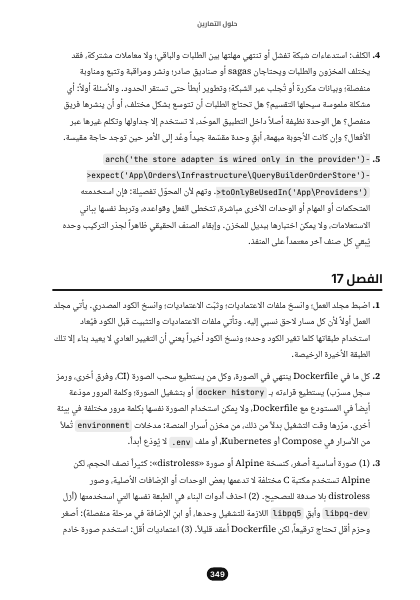 حلول التمارين
4. الكلف: استدعاءات شبكة تفشل أو تنتهي مهلتها بين الطلبات والباقي؛ ولا معاملات مشتركة، فقد
يختلف المخزون والطلبات ويحتاجان sagas أو صناديق صادر؛ ونشر ومراقبة وتتبع ومناوبة
منفصلة؛ وبيانات مكررة أو تُجلب عبر الشبكة؛ وتطوير أبطأ حتى تستقر الحدود. والأسئلة أولاً: أي
مشكلة ملموسة سيحلها التقسيم؟ هل تحتاج الطلبات أن تتوسع بشكل مختلف، أو أن ينشرها فريق
منفصل؟ هل الوحدة نظيفة أصلاً داخل التطبيق الموحّد، لا تستخدم إلا جداولها وتكلم غيرها عبر
الأفعال؟ وإن كانت الأجوبة مبهمة، أبقِ وحدة مقسّمة جيداً وعُد إلى الأمر حين توجد حاجة مقيسة.
5. arch('the store adapter is wired only in the provider')-
>expect('App\Orders\Infrastructure\QueryBuilderOrderStore')-
>toOnlyBeUsedIn('App\Providers'). وتهم لأن المحوّل تفصيلة: فإن استخدمته
المتحكمات أو المهام أو الوحدات الأخرى مباشرة، تتخطى الفعل وقواعده، وتربط نفسها بباني
الاستعلامات، ولا يمكن اختبارها ببديل للمخزن. وإبقاء الصنف الحقيقي ظاهراً لجذر التركيب وحده
يُبقي كل صنف آخر معتمداً على المنفذ.
الفصل 17
1. اضبط مجلد العمل؛ وانسخ ملفات الاعتماديات؛ وثبّت الاعتماديات؛ وانسخ الكود المصدري. يأتي مجلد
العمل أولاً لأن كل مسار لاحق نسبي إليه. وتأتي ملفات الاعتماديات والتثبيت قبل الكود فيُعاد
استخدام طبقاتها كلما تغير الكود وحده؛ ونسخ الكود أخيراً يعني أن التغيير العادي لا يعيد بناء إلا تلك
الطبقة الأخيرة الرخيصة.
2. كل ما في Dockerfile ينتهي في الصورة، وكل من يستطيع سحب الصورة (CI، وفرق أخرى، ورمز
سجل مسرّب) يستطيع قراءته بـ docker history أو بتشغيل الصورة؛ وكلمة المرور مودَعة
أيضاً في المستودع مع Dockerfile، ولا يمكن استخدام الصورة نفسها بكلمة مرور مختلفة في بيئة
أخرى. مرّرها وقت التشغيل بدلاً من ذلك، من مخزن أسرار المنصة: مدخلات environment تُملأ
من الأسرار في Compose أو Kubernetes، أو ملف .env لا يُودَع أبداً.
3. (1) صورة أساسية أصغر، كنسخة Alpine أو صورة «distroless»: كثيراً نصف الحجم، لكن
Alpine تستخدم مكتبة C مختلفة لا تدعمها بعض الوحدات أو الإضافات الأصلية، وصور
distroless بلا صدفة للتصحيح. (2) احذف أدوات البناء في الطبقة نفسها التي استخدمتها (أزل
libpq-dev وأبقِ libpq5 اللازمة للتشغيل وحدها، أو ابنِ الإضافة في مرحلة منفصلة): أصغر
وحزم أقل تحتاج ترقيعاً، لكن Dockerfile أعقد قليلاً. (3) اعتماديات أقل: استخدم صورة خادم
349